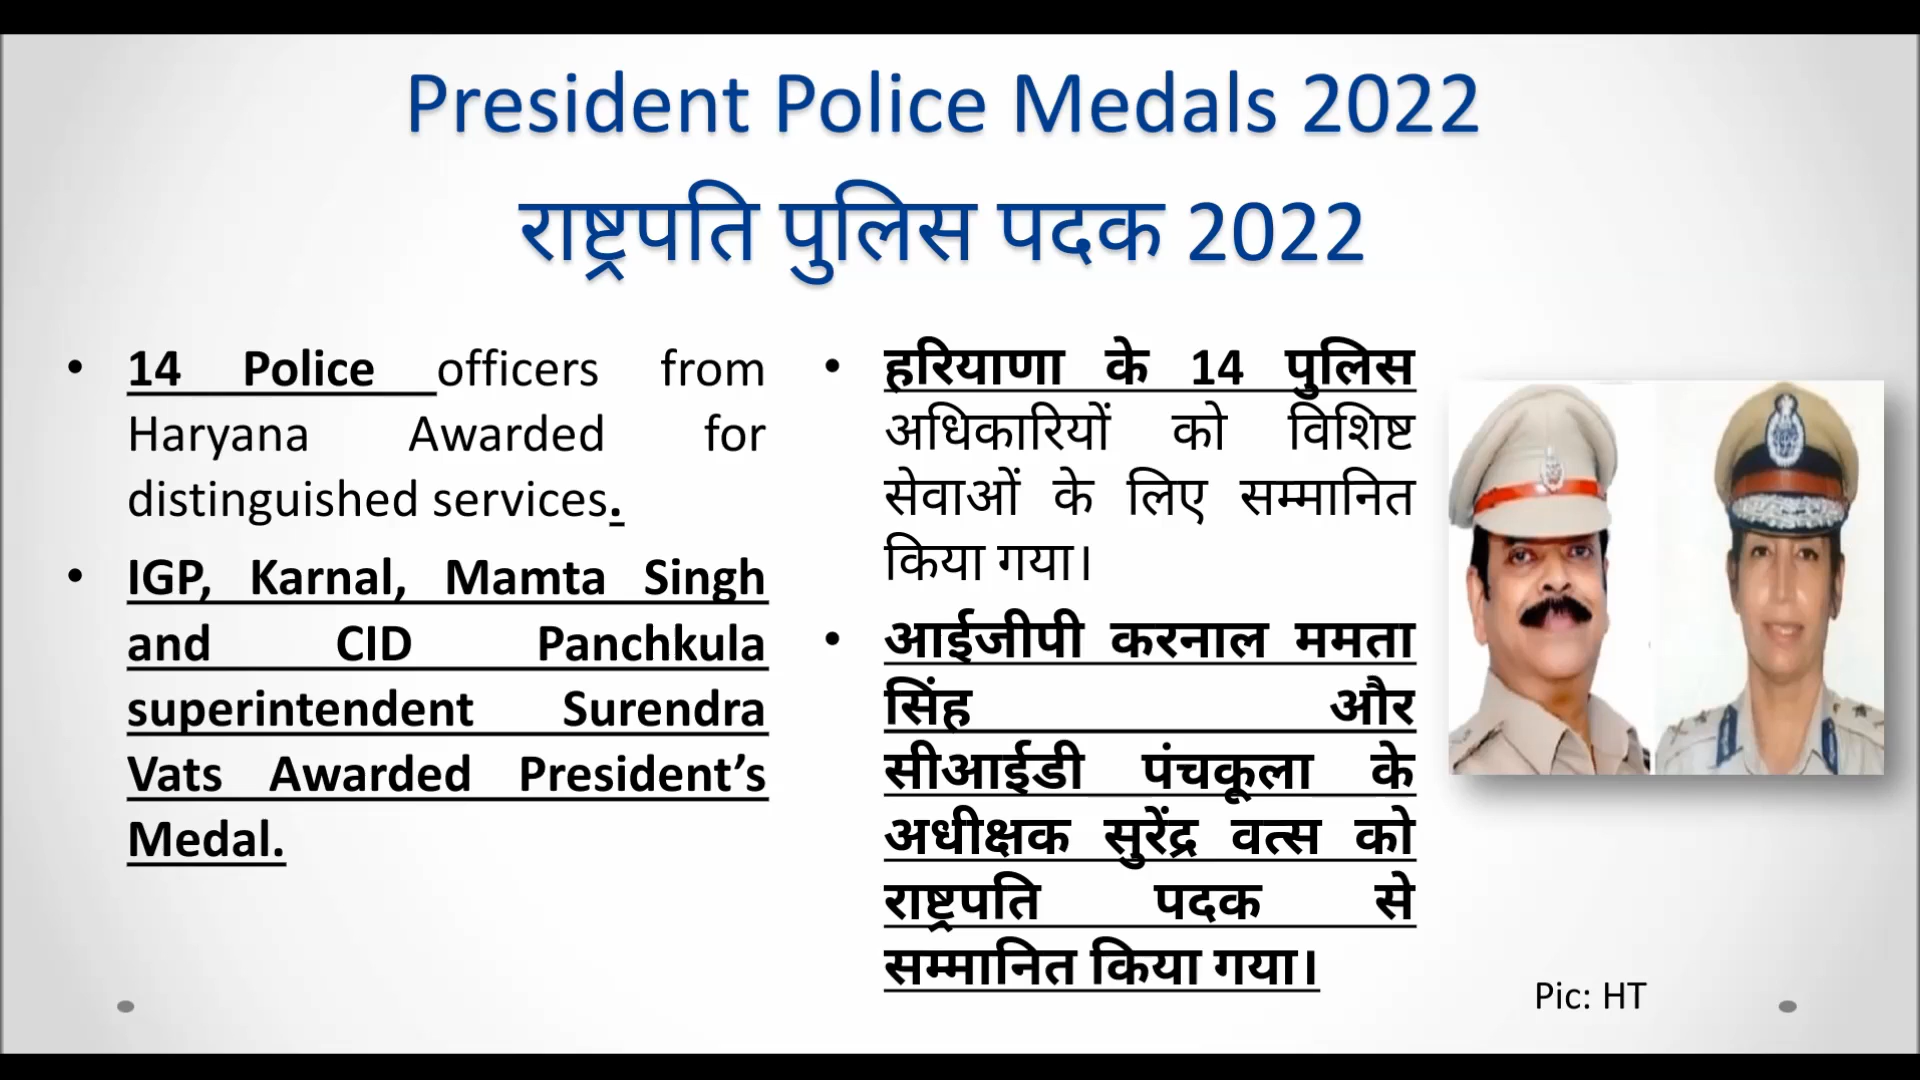 President Police Medals 2022
राष्ट्रपति पुलिस पदक 2022
• 14 Police officers from
Haryana Awarded for
distinguished services.
• IGP, Karnal, Mamta Singh
and CID Panchkula
superintendent Surendra
Vats Awarded President’s
Medal.
• हरियाणा के 14 पुलिस
अधिकारियों को विशिष्ट
सेवाओं के लिए सम्मानित
किया गया।
• आईजीपी करनाल ममता
सिंह और
सीआईडी पंचकूला के
अधीक्षक सुरेंद्र वत्स को
राष्ट्रपति पदक से
सम्मानित किया गया।
Pic: HT